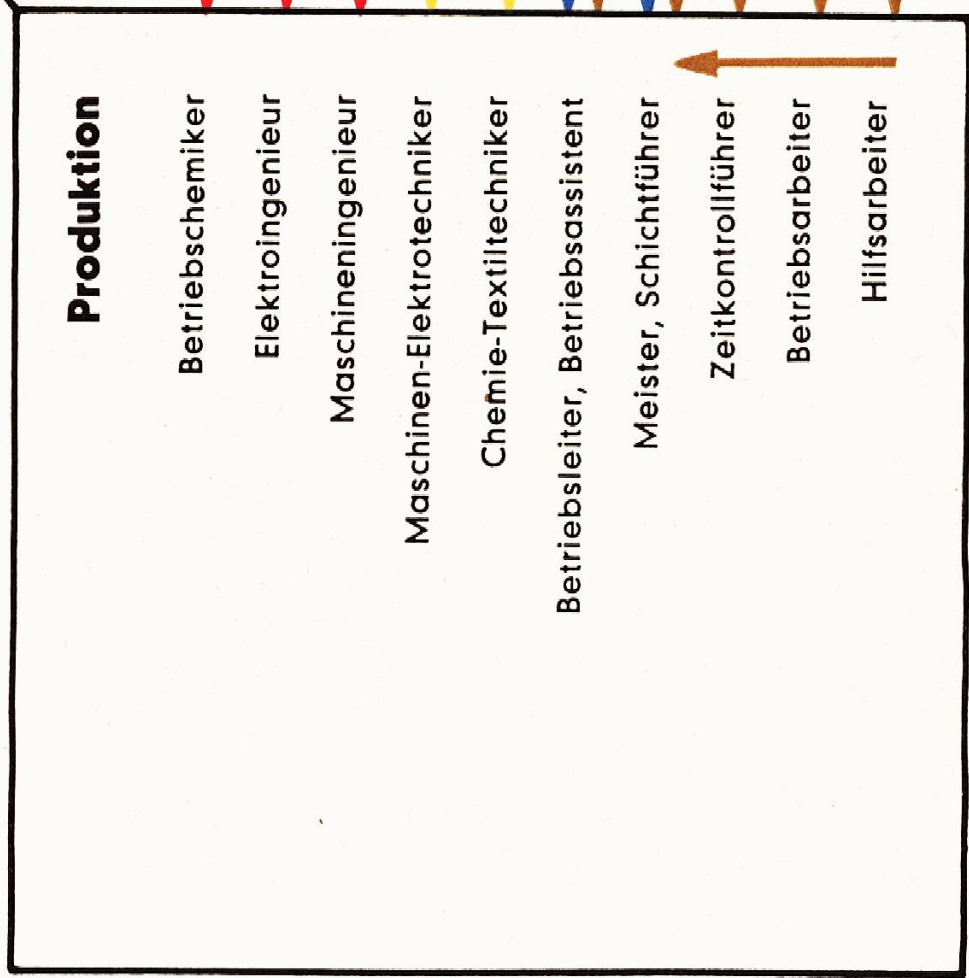 Produktion
Betriebschemiker
Elektroingenieur
Maschineningenieur
Maschinen-Elektrotechniker
Chemie-Textiltechniker
Betriebsleiter, Betriebsassistent
Meister, Schichtführer
Zeitkontrollführer
Betriebsarbeiter
Hilfsarbeiter